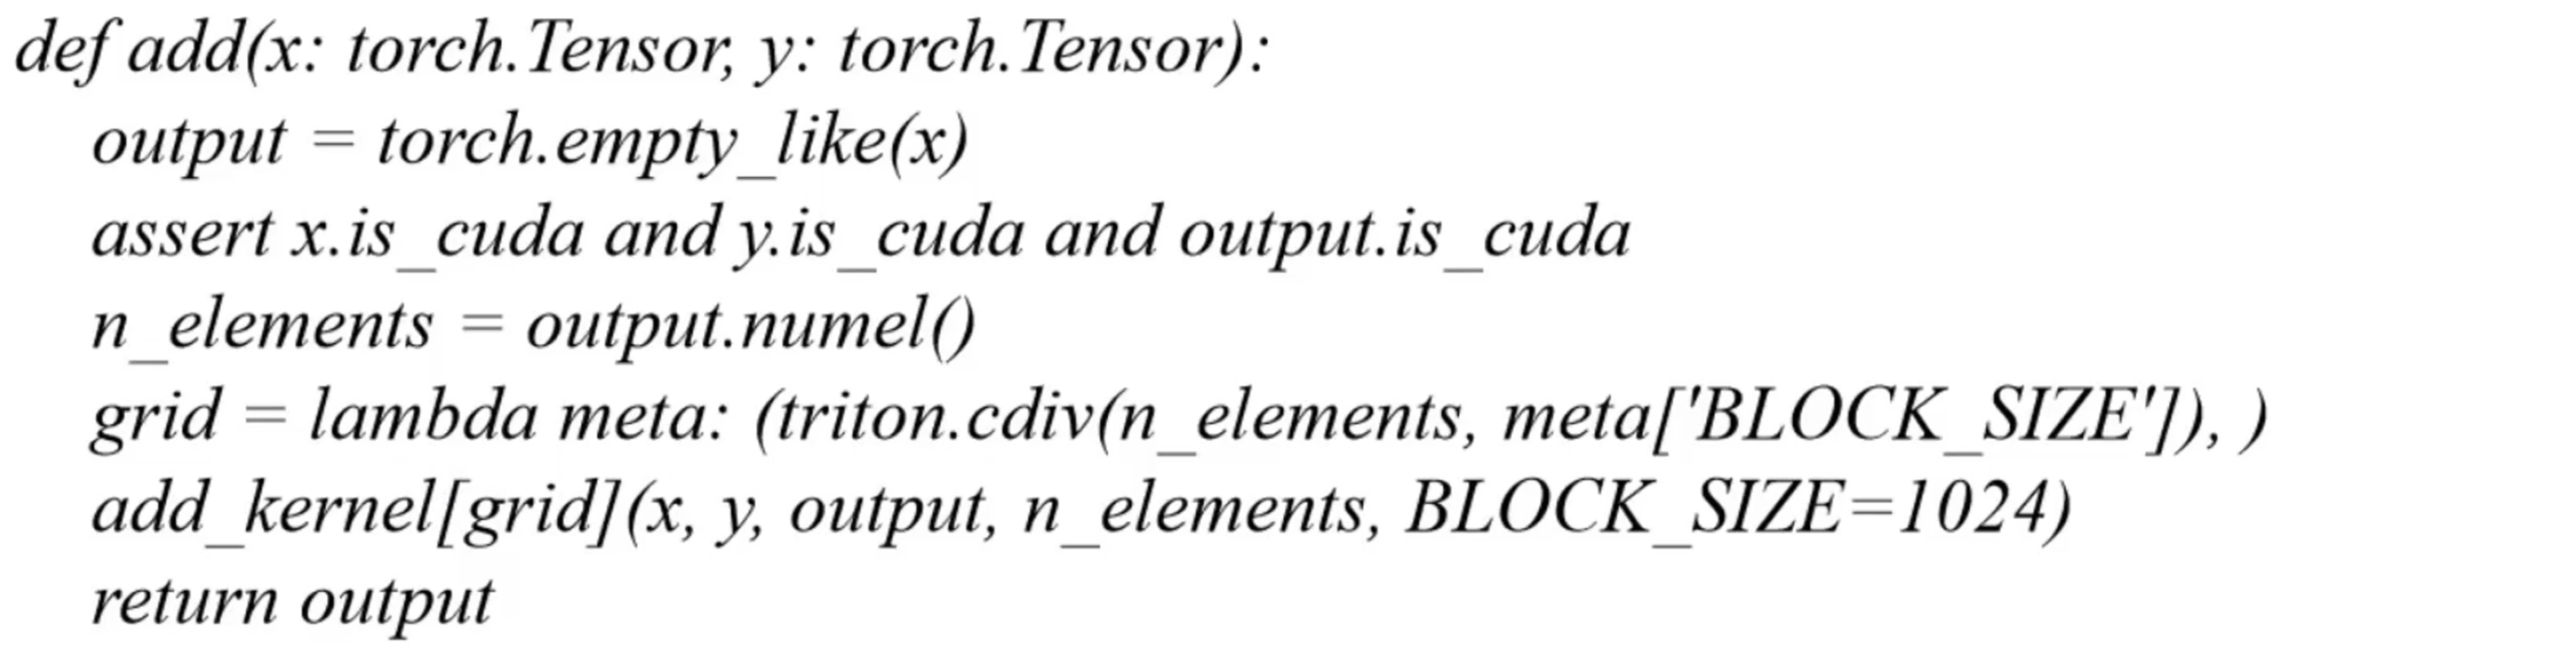 def add(x: torch.Tensor, y: torch.Tensor):
output = torch.empty_like(x)
assert x.is_cuda and y.is_cuda and output.is_cuda
n_elements = output.numel()
grid = lambda meta: (triton.cdiv(n_elements, meta['BLOCK_SIZE']), )
add_kernel[grid](x, y, output, n_elements, BLOCK_SIZE=1024)
return output